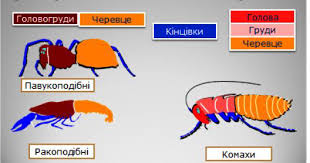 Головогруди
Черевце
Кінцівки
Голова
Груди
Черевце
Павукоподібні
Ракоподібні
Комахи